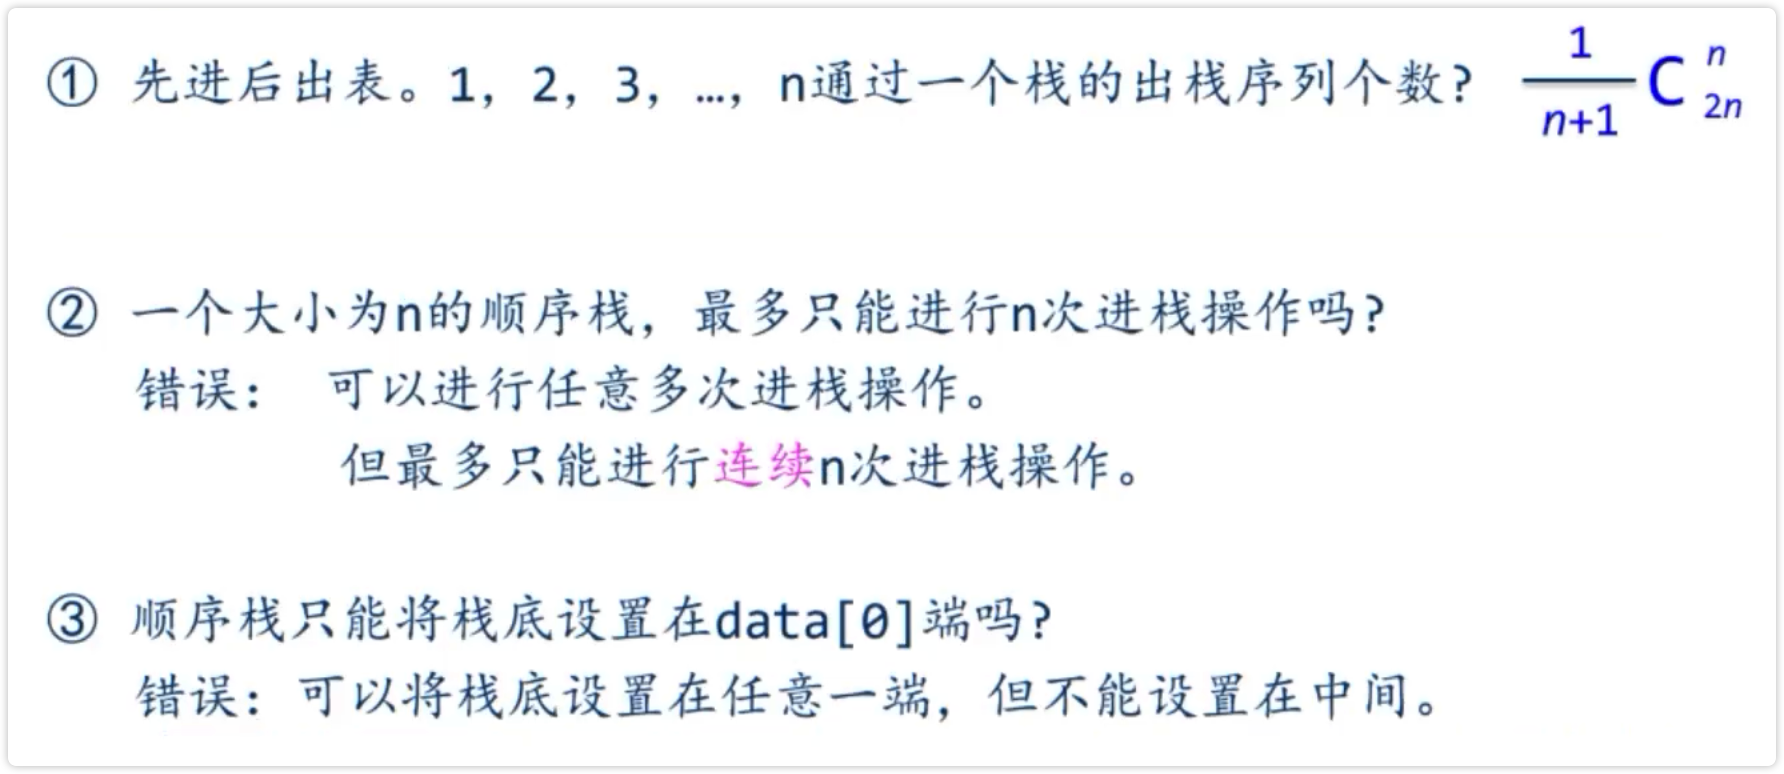 ① 先进后出表。1, 2, 3, …, n通过一个栈的出栈序列个数? 1/(n+1) C n 2n
② 一个大小为n的顺序栈，最多只能进行n次进栈操作吗?
错误: 可以进行任意多次进栈操作。
但最多只能进行连续n次进栈操作。
③ 顺序栈只能将栈底设置在data[0]端吗?
错误: 可以将栈底设置在任意一端，但不能设置在中间。